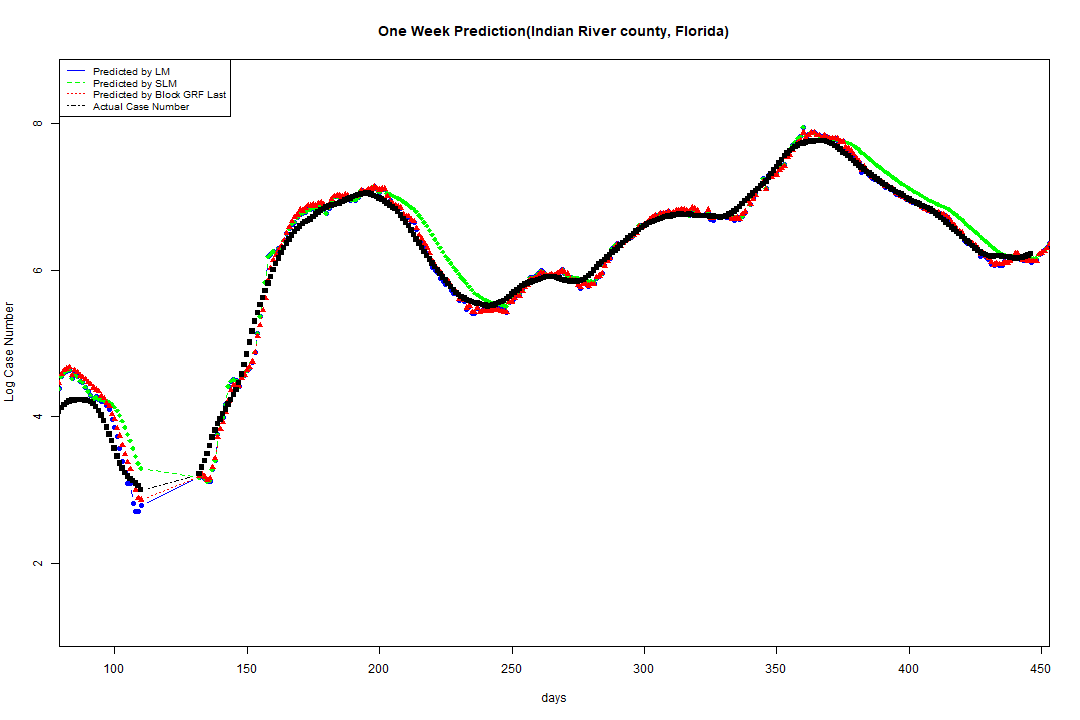 One Week Prediction(Indian River county, Florida)
Predicted by LM
Predicted by SLM
Predicted by Block GRF Last
Actual Case Number
8
6
4
2
Log Case Number
100 150 200 250 300 350 400 450
days